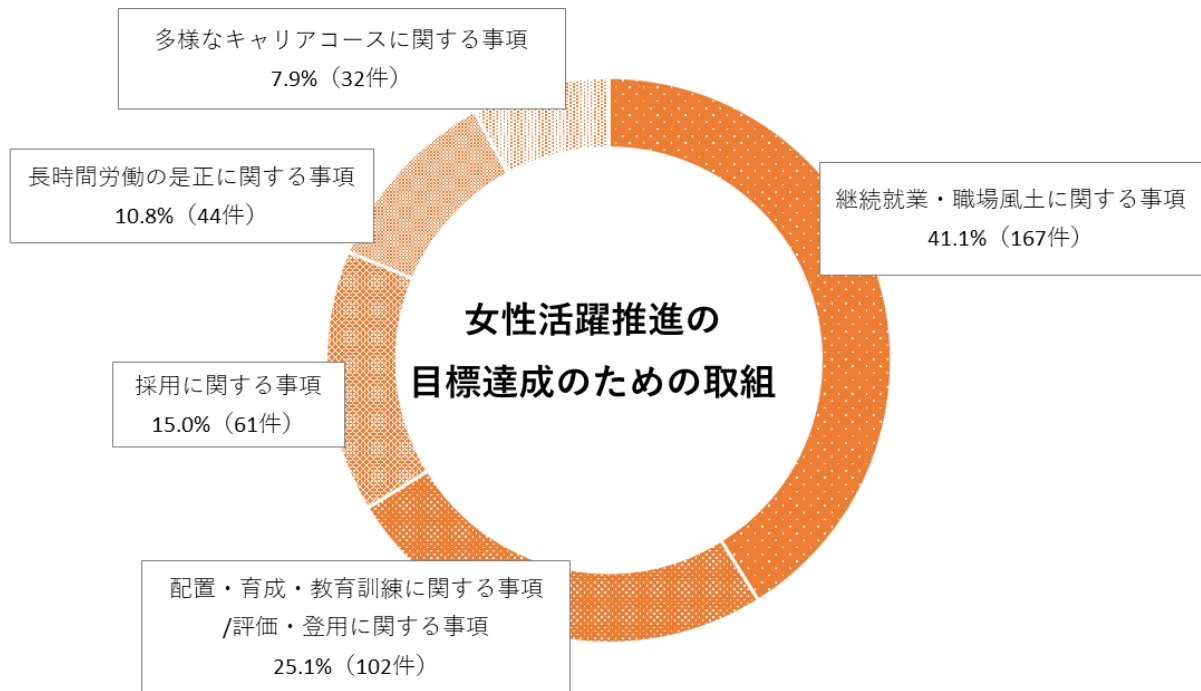 多様なキャリアコースに関する事項
7.9%（32件）
長時間労働の是正に関する事項
10.8%（44件）
継続就業・職場風土に関する事項
41.1%（167件）
女性活躍推進の
目標達成のための取組
採用に関する事項
15.0%（61件）
配置・育成・教育訓練に関する事項
/評価・登用に関する事項
25.1%（102件）